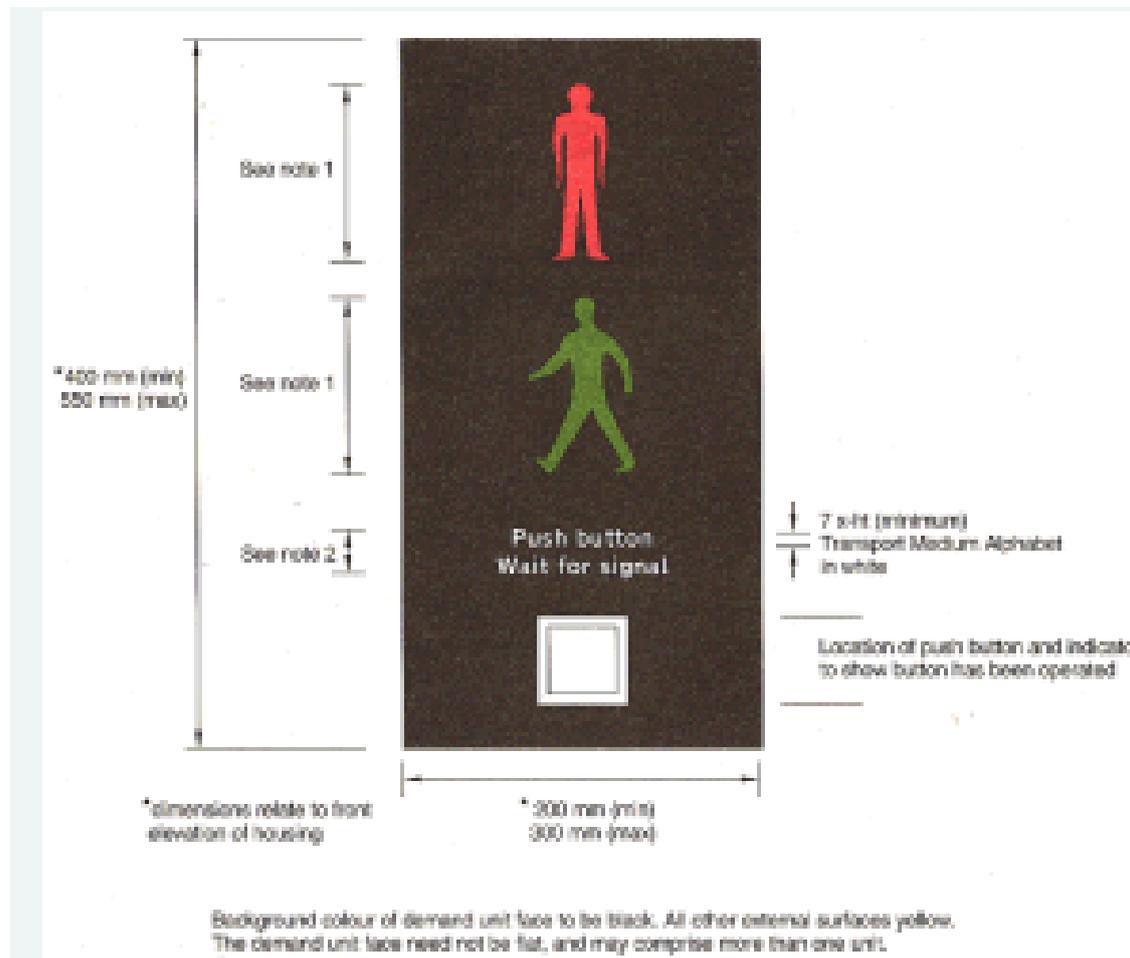 See note 1
See note 1
*400 mm (min)
550 mm (max)
See note 2
Push button
Wait for signal
7 x-ht (minimum)
Transport Medium Alphabet
in white
Location of push button and
to show button has been operated
*dimensions relate to front
elevation of housing
* 200 mm (min)
300 mm (max)
Background colour of demand unit face to be black. All other external surfaces yellow.
The demand unit face need not be flat, and may comprise more than one unit.